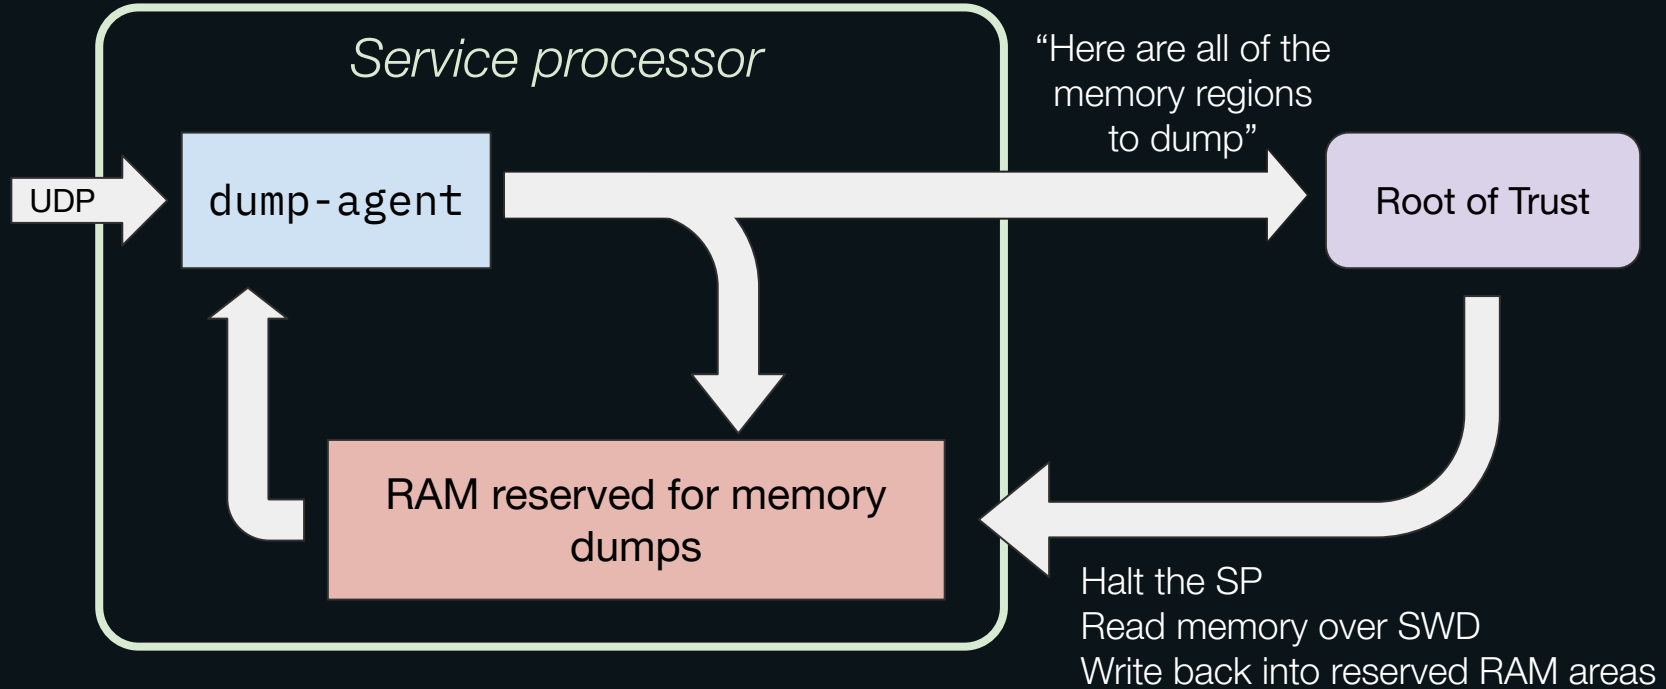 Service processor
“Here are all of the
memory regions
to dump”
UDP
dump-agent
Root of Trust
RAM reserved for memory
dumps
Halt the SP
Read memory over SWD
Write back into reserved RAM areas